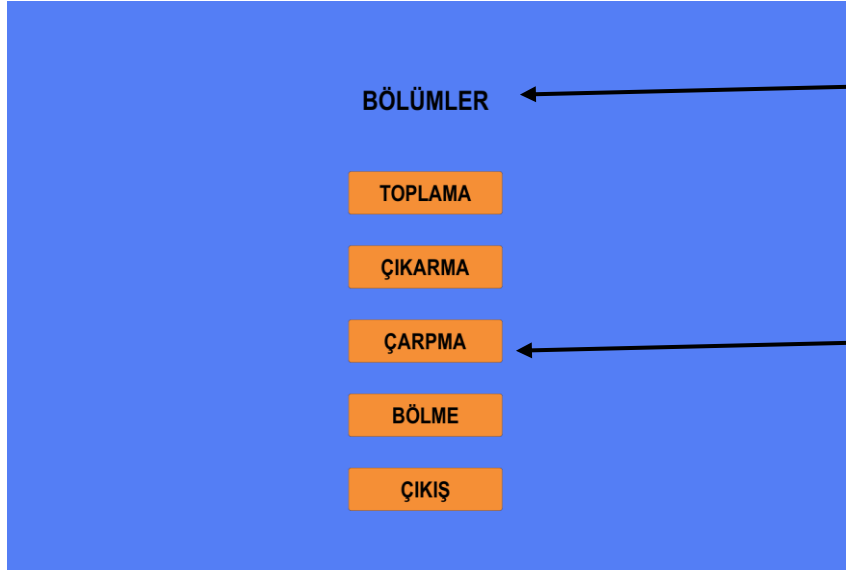 BÖLÜMLER
TOPLAMA
ÇIKARMA
ÇARPMA
BÖLME
ÇIKIŞ